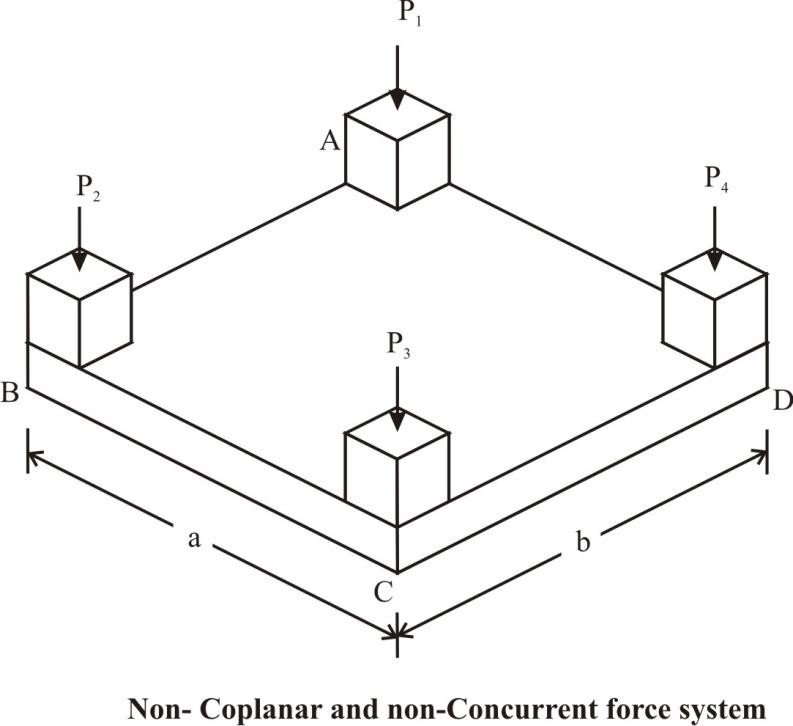 P₁
A
P₂
P₄
P₃
B
D
a
b
C
Non- Coplanar and non-Concurrent force system